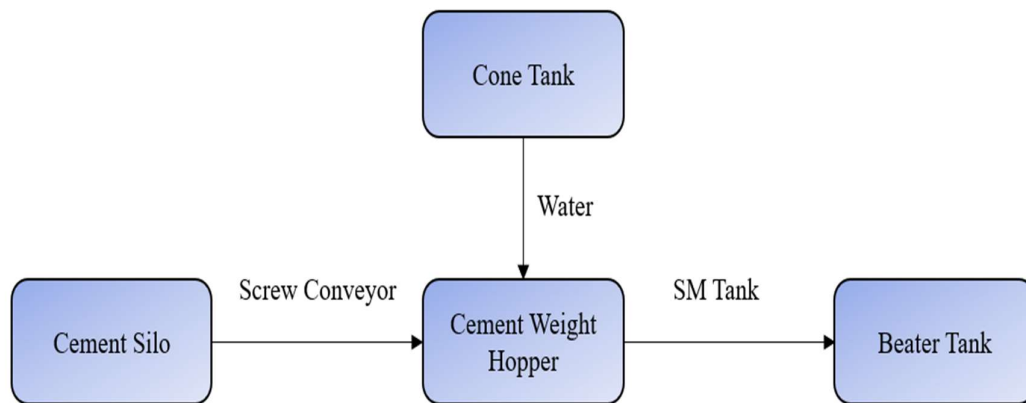 Cone Tank
Water
Screw Conveyor
SM Tank
Cement Silo
Cement Weight
Hopper
Beater Tank